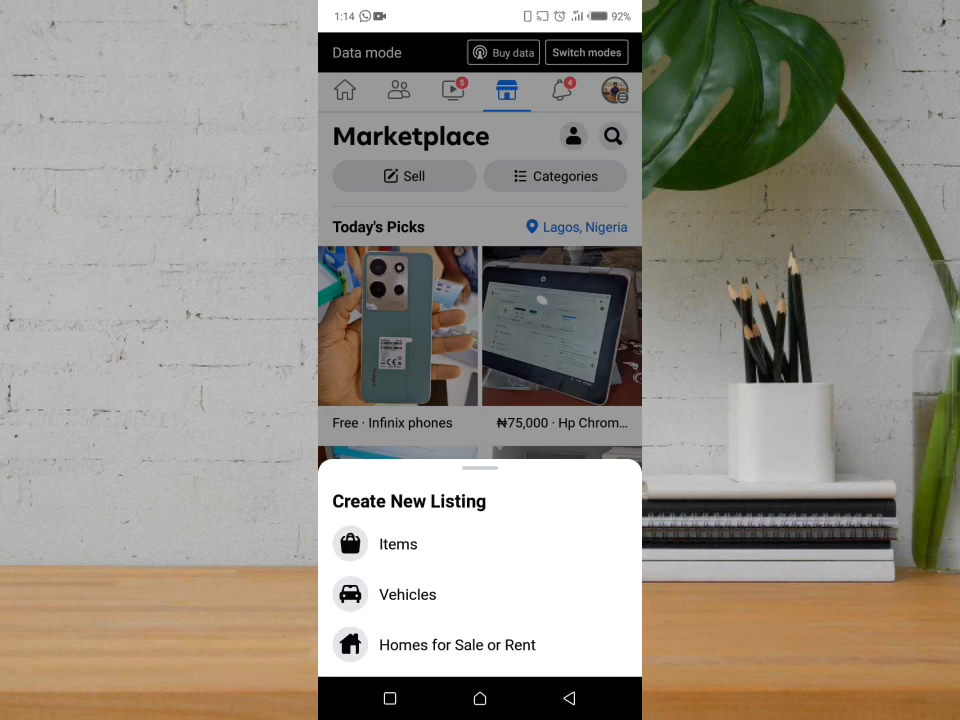 1:14
92%
Data mode
Buy data
Switch modes
5
4
Marketplace
Sell
Categories
Today's Picks
Lagos, Nigeria
Free · Infinix phones
₦75,000 · Hp Chrom...
Create New Listing
Items
Vehicles
Homes for Sale or Rent